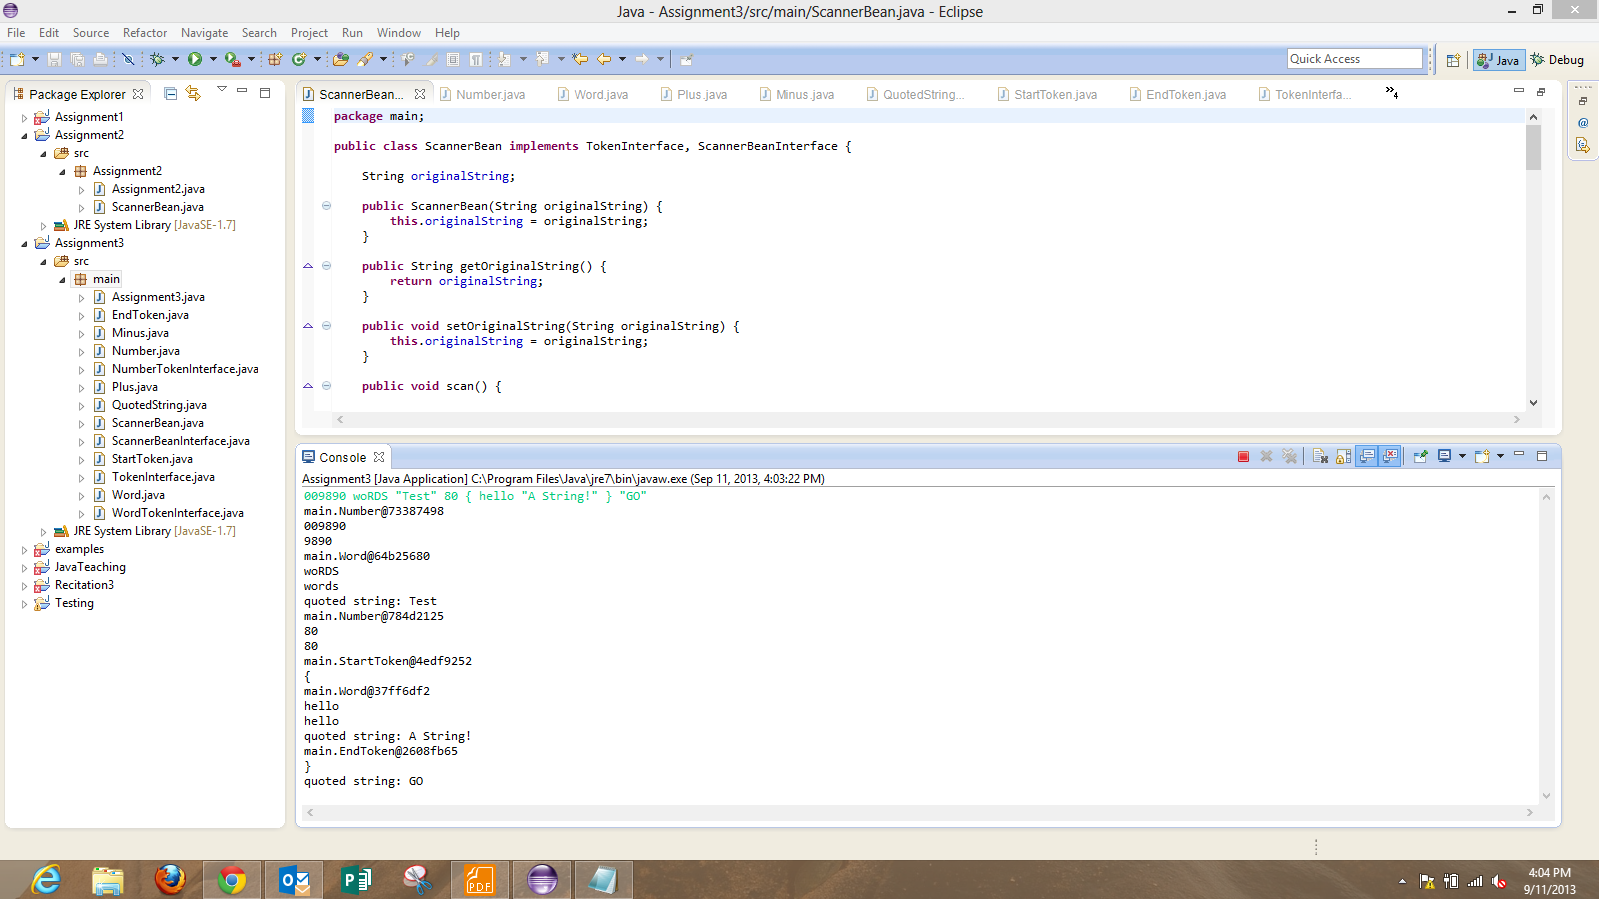 Java - Assignment3/src/main/ScannerBean.java - Eclipse
File Edit Source Refactor Navigate Search Project Run Window Help
Quick Access
Java
Debug
Package Explorer
Assignment1
Assignment2
src
Assignment2
Assignment2.java
ScannerBean.java
JRE System Library [JavaSE-1.7]
Assignment3
src
main
Assignment3.java
EndToken.java
Minus.java
Number.java
NumberTokenInterface.java
Plus.java
QuotedString.java
ScannerBean.java
ScannerBeanInterface.java
StartToken.java
TokenInterface.java
Word.java
WordTokenInterface.java
JRE System Library [JavaSE-1.7]
examples
JavaTeaching
Recitation3
Testing
ScannerBean... Number.java Word.java Plus.java Minus.java QuotedString... StartToken.java EndToken.java TokenInterfa... »4
package main;
public class ScannerBean implements TokenInterface, ScannerBeanInterface {
String originalString;
public ScannerBean(String originalString) {
this.originalString = originalString;
}
public String getOriginalString() {
return originalString;
}
public void setOriginalString(String originalString) {
this.originalString = originalString;
}
public void scan() {
Console
Assignment3 [Java Application] C:\Program Files\Java\jre7\bin\javaw.exe (Sep 11, 2013, 4:03:22 PM)
009890 woRDS "Test" 80 { hello "A String!" } "GO"
main.Number@73387498
009890
9890
main.Word@64b25680
woRDS
words
quoted string: Test
main.Number@784d2125
80
80
main.StartToken@4edf9252
{
main.Word@37ff6df2
hello
hello
quoted string: A String!
main.EndToken@2608fb65
}
quoted string: GO
PDF
4:04 PM
9/11/2013